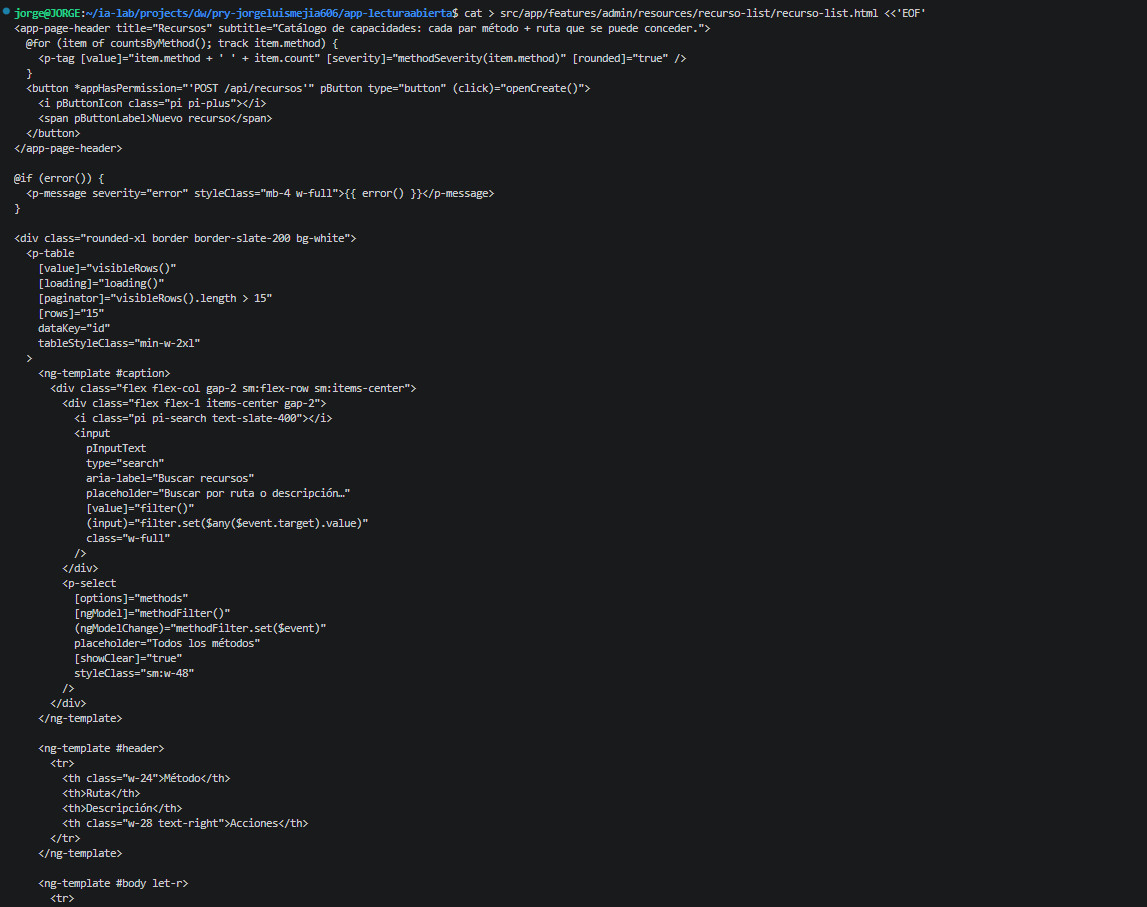 jorge@JORGE:~/ia-lab/projects/dw/pry-jorgeluismejia606/app-lecturaabierta$ cat > src/app/features/admin/resources/recurso-list/recurso-list.html <<'EOF'
<app-page-header title="Recursos" subtitle="Catálogo de capacidades: cada par método + ruta que se puede conceder.">
  @for (item of countsByMethod(); track item.method) {
    <p-tag [value]="item.method + ' ' + item.count" [severity]="methodSeverity(item.method)" [rounded]="true" />
  }
  <button *appHasPermission="'POST /api/recursos'" pButton type="button" (click)="openCreate()">
    <i pButtonIcon class="pi pi-plus"></i>
    <span pButtonLabel>Nuevo recurso</span>
  </button>
</app-page-header>

@if (error()) {
  <p-message severity="error" styleClass="mb-4 w-full">{{ error() }}</p-message>
}

<div class="rounded-xl border border-slate-200 bg-white">
  <p-table
    [value]="visibleRows()"
    [loading]="loading()"
    [paginator]="visibleRows().length > 15"
    [rows]="15"
    dataKey="id"
    tableStyleClass="min-w-2xl"
  >
    <ng-template #caption>
      <div class="flex flex-col gap-2 sm:flex-row sm:items-center">
        <div class="flex flex-1 items-center gap-2">
          <i class="pi pi-search text-slate-400"></i>
          <input
            pInputText
            type="search"
            aria-label="Buscar recursos"
            placeholder="Buscar por ruta o descripción…"
            [value]="filter()"
            (input)="filter.set($any($event.target).value)"
            class="w-full"
          />
        </div>
        <p-select
          [options]="methods"
          [ngModel]="methodFilter()"
          (ngModelChange)="methodFilter.set($event)"
          placeholder="Todos los métodos"
          [showClear]="true"
          styleClass="sm:w-48"
        />
      </div>
    </ng-template>

    <ng-template #header>
      <tr>
        <th class="w-24">Método</th>
        <th>Ruta</th>
        <th>Descripción</th>
        <th class="w-28 text-right">Acciones</th>
      </tr>
    </ng-template>

    <ng-template #body let-r>
      <tr>